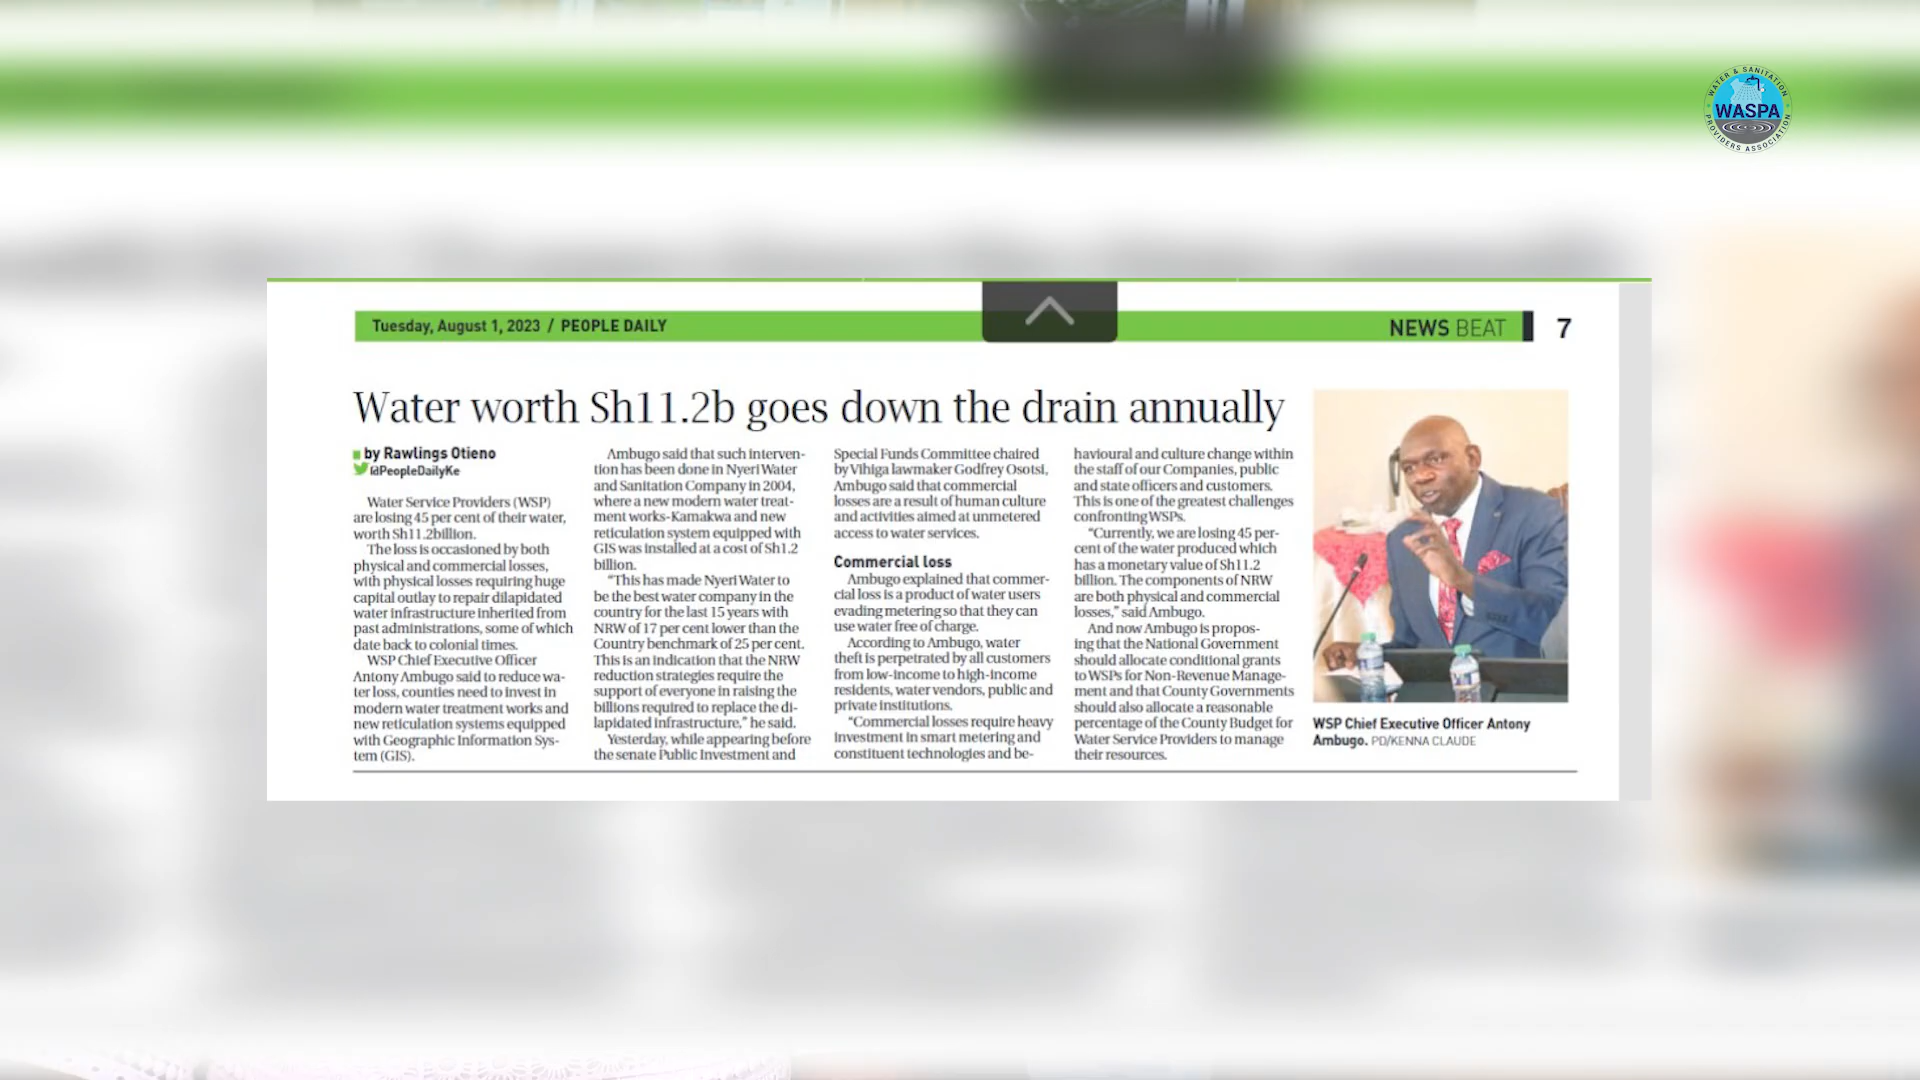 WATER & SANITATION
WASPA
PROVIDERS ASSOCIATION
Tuesday, August 1, 2023 / PEOPLE DAILY
NEWS BEAT 7
Water worth Sh11.2b goes down the drain annually
by Rawlings Otieno
@PeopleDailyKe
Water Service Providers (WSP)
are losing 45 per cent of their water,
worth Sh11.2billion.
The loss is occasioned by both
physical and commercial losses,
with physical losses requiring huge
capital outlay to repair dilapidated
water infrastructure inherited from
past administrations, some of which
date back to colonial times.
WSP Chief Executive Officer
Antony Ambugo said to reduce wa-
ter loss, counties need to invest in
modern water treatment works and
new reticulation systems equipped
with Geographic Information Sys-
tem (GIS).
Ambugo said that such interven-
tion has been done in Nyeri Water
and Sanitation Company in 2004,
where a new modern water treat-
ment works-Kamakwa and new
reticulation system equipped with
GIS was installed at a cost of Sh1.2
billion.
“This has made Nyeri Water to
be the best water company in the
country for the last 15 years with
NRW of 17 per cent lower than the
Country benchmark of 25 per cent.
This is an indication that the NRW
reduction strategies require the
support of everyone in raising the
billions required to replace the di-
lapidated infrastructure,” he said.
Yesterday, while appearing before
the senate Public Investment and
Special Funds Committee chaired
by Vihiga lawmaker Godfrey Osotsi,
Ambugo said that commercial
losses are a result of human culture
and activities aimed at unmetered
access to water services.
Commercial loss
Ambugo explained that commer-
cial loss is a product of water users
evading metering so that they can
use water free of charge.
According to Ambugo, water
theft is perpetrated by all customers
from low-income to high-income
residents, water vendors, public and
private institutions.
“Commercial losses require heavy
investment in smart metering and
constituent technologies and be-
havioural and culture change within
the staff of our Companies, public
and state officers and customers.
This is one of the greatest challenges
confronting WSPs.
“Currently, we are losing 45 per-
cent of the water produced which
has a monetary value of Sh11.2
billion. The components of NRW
are both physical and commercial
losses,” said Ambugo.
And now Ambugo is propos-
ing that the National Government
should allocate conditional grants
to WSPs for Non-Revenue Manage-
ment and that County Governments
should also allocate a reasonable
percentage of the County Budget for
Water Service Providers to manage
their resources.
WSP Chief Executive Officer Antony
Ambugo. PD/KENNA CLAUDE